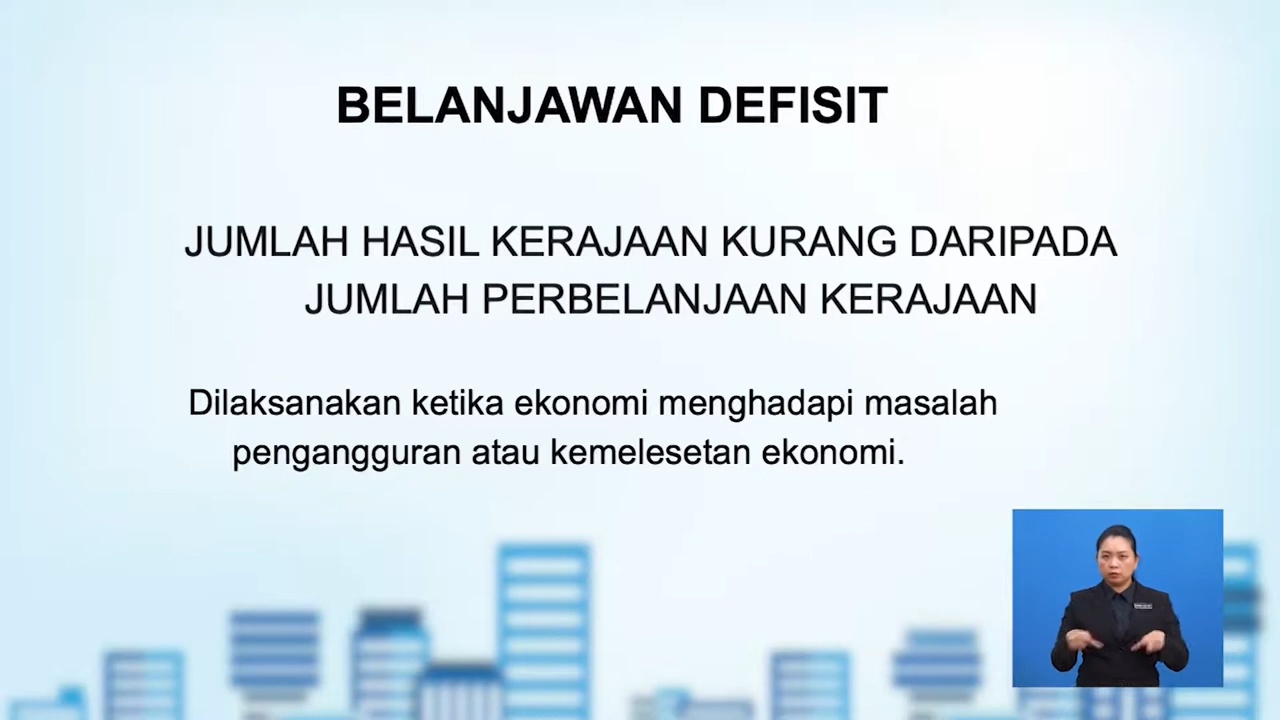 BELANJAWAN DEFISIT
JUMLAH HASIL KERAJAAN KURANG DARIPADA
JUMLAH PERBELANJAAN KERAJAAN
Dilaksanakan ketika ekonomi menghadapi masalah
pengangguran atau kemelesetan ekonomi.